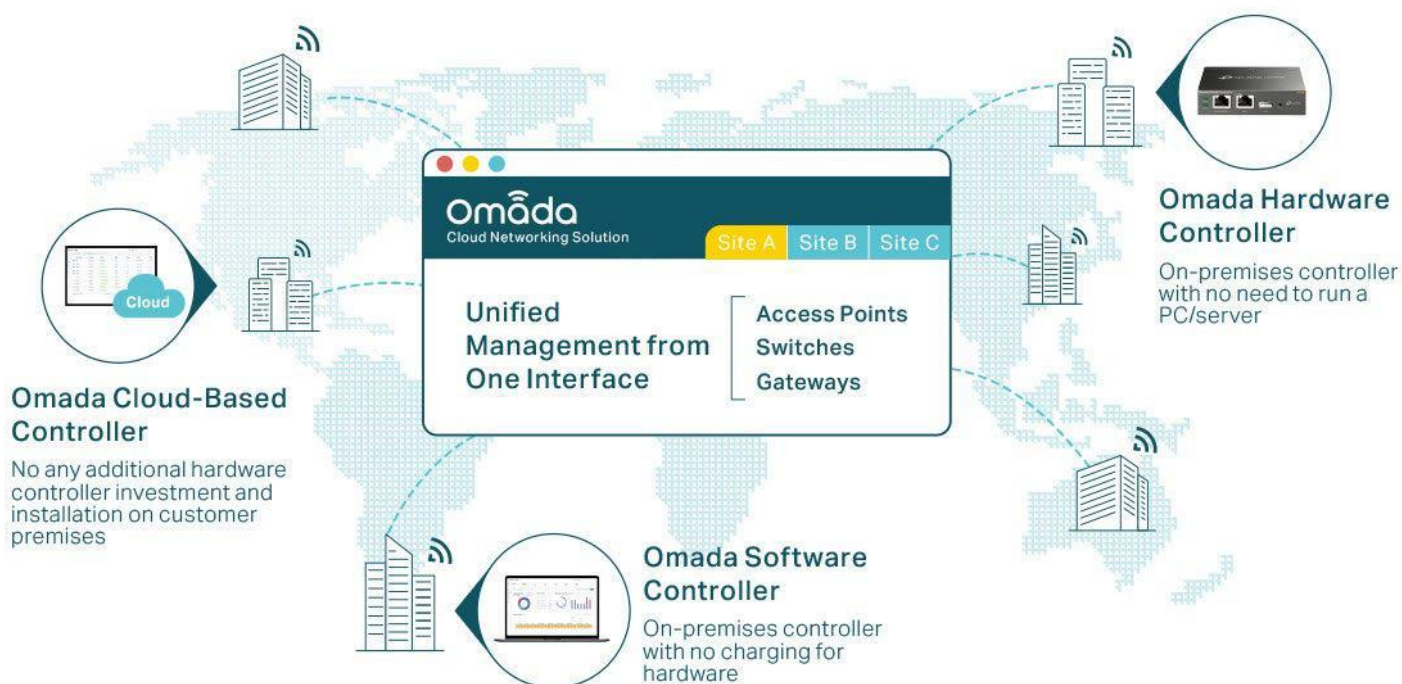 Omada
Cloud Networking Solution
Site A
Site B
Site C
Unified
Management from
One Interface
Access Points
Switches
Gateways
Omada Hardware
Controller
On-premises controller
with no need to run a
PC/server
Cloud
Omada Cloud-Based
Controller
No any additional hardware
controller investment and
installation on customer
premises
Omada Software
Controller
On-premises controller
with no charging for
hardware